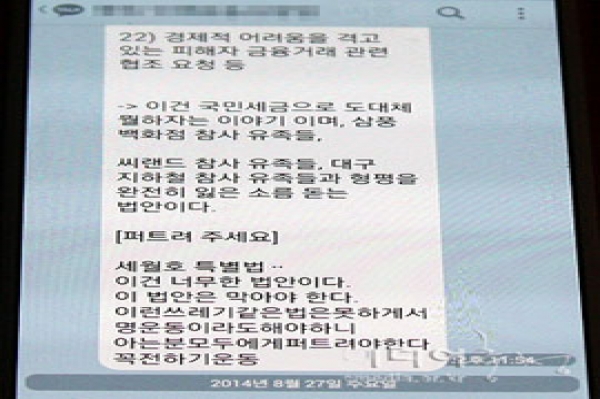 22) 경제적 어려움을 격고
있는 피해자 금융거래 관련
협조 요청 등
-> 이건 국민세금으로 도대체
뭘하자는 이야기 이며, 삼풍
백화점 참사 유족들,
씨랜드 참사 유족들, 대구
지하철 참사 유족들과 형평을
완전히 잃은 소름 돋는
법안이다.
[퍼트려 주세요]
세월호 특별법 ··
이건 너무한 법안이다.
이 법안은 막아야 한다.
이런쓰레기같은법은못하게서
명운동이라도해야하니
아는분모두에게퍼트려야한다
꼭전하기운동
오후 11:54
2014년 8월 27일 수요일